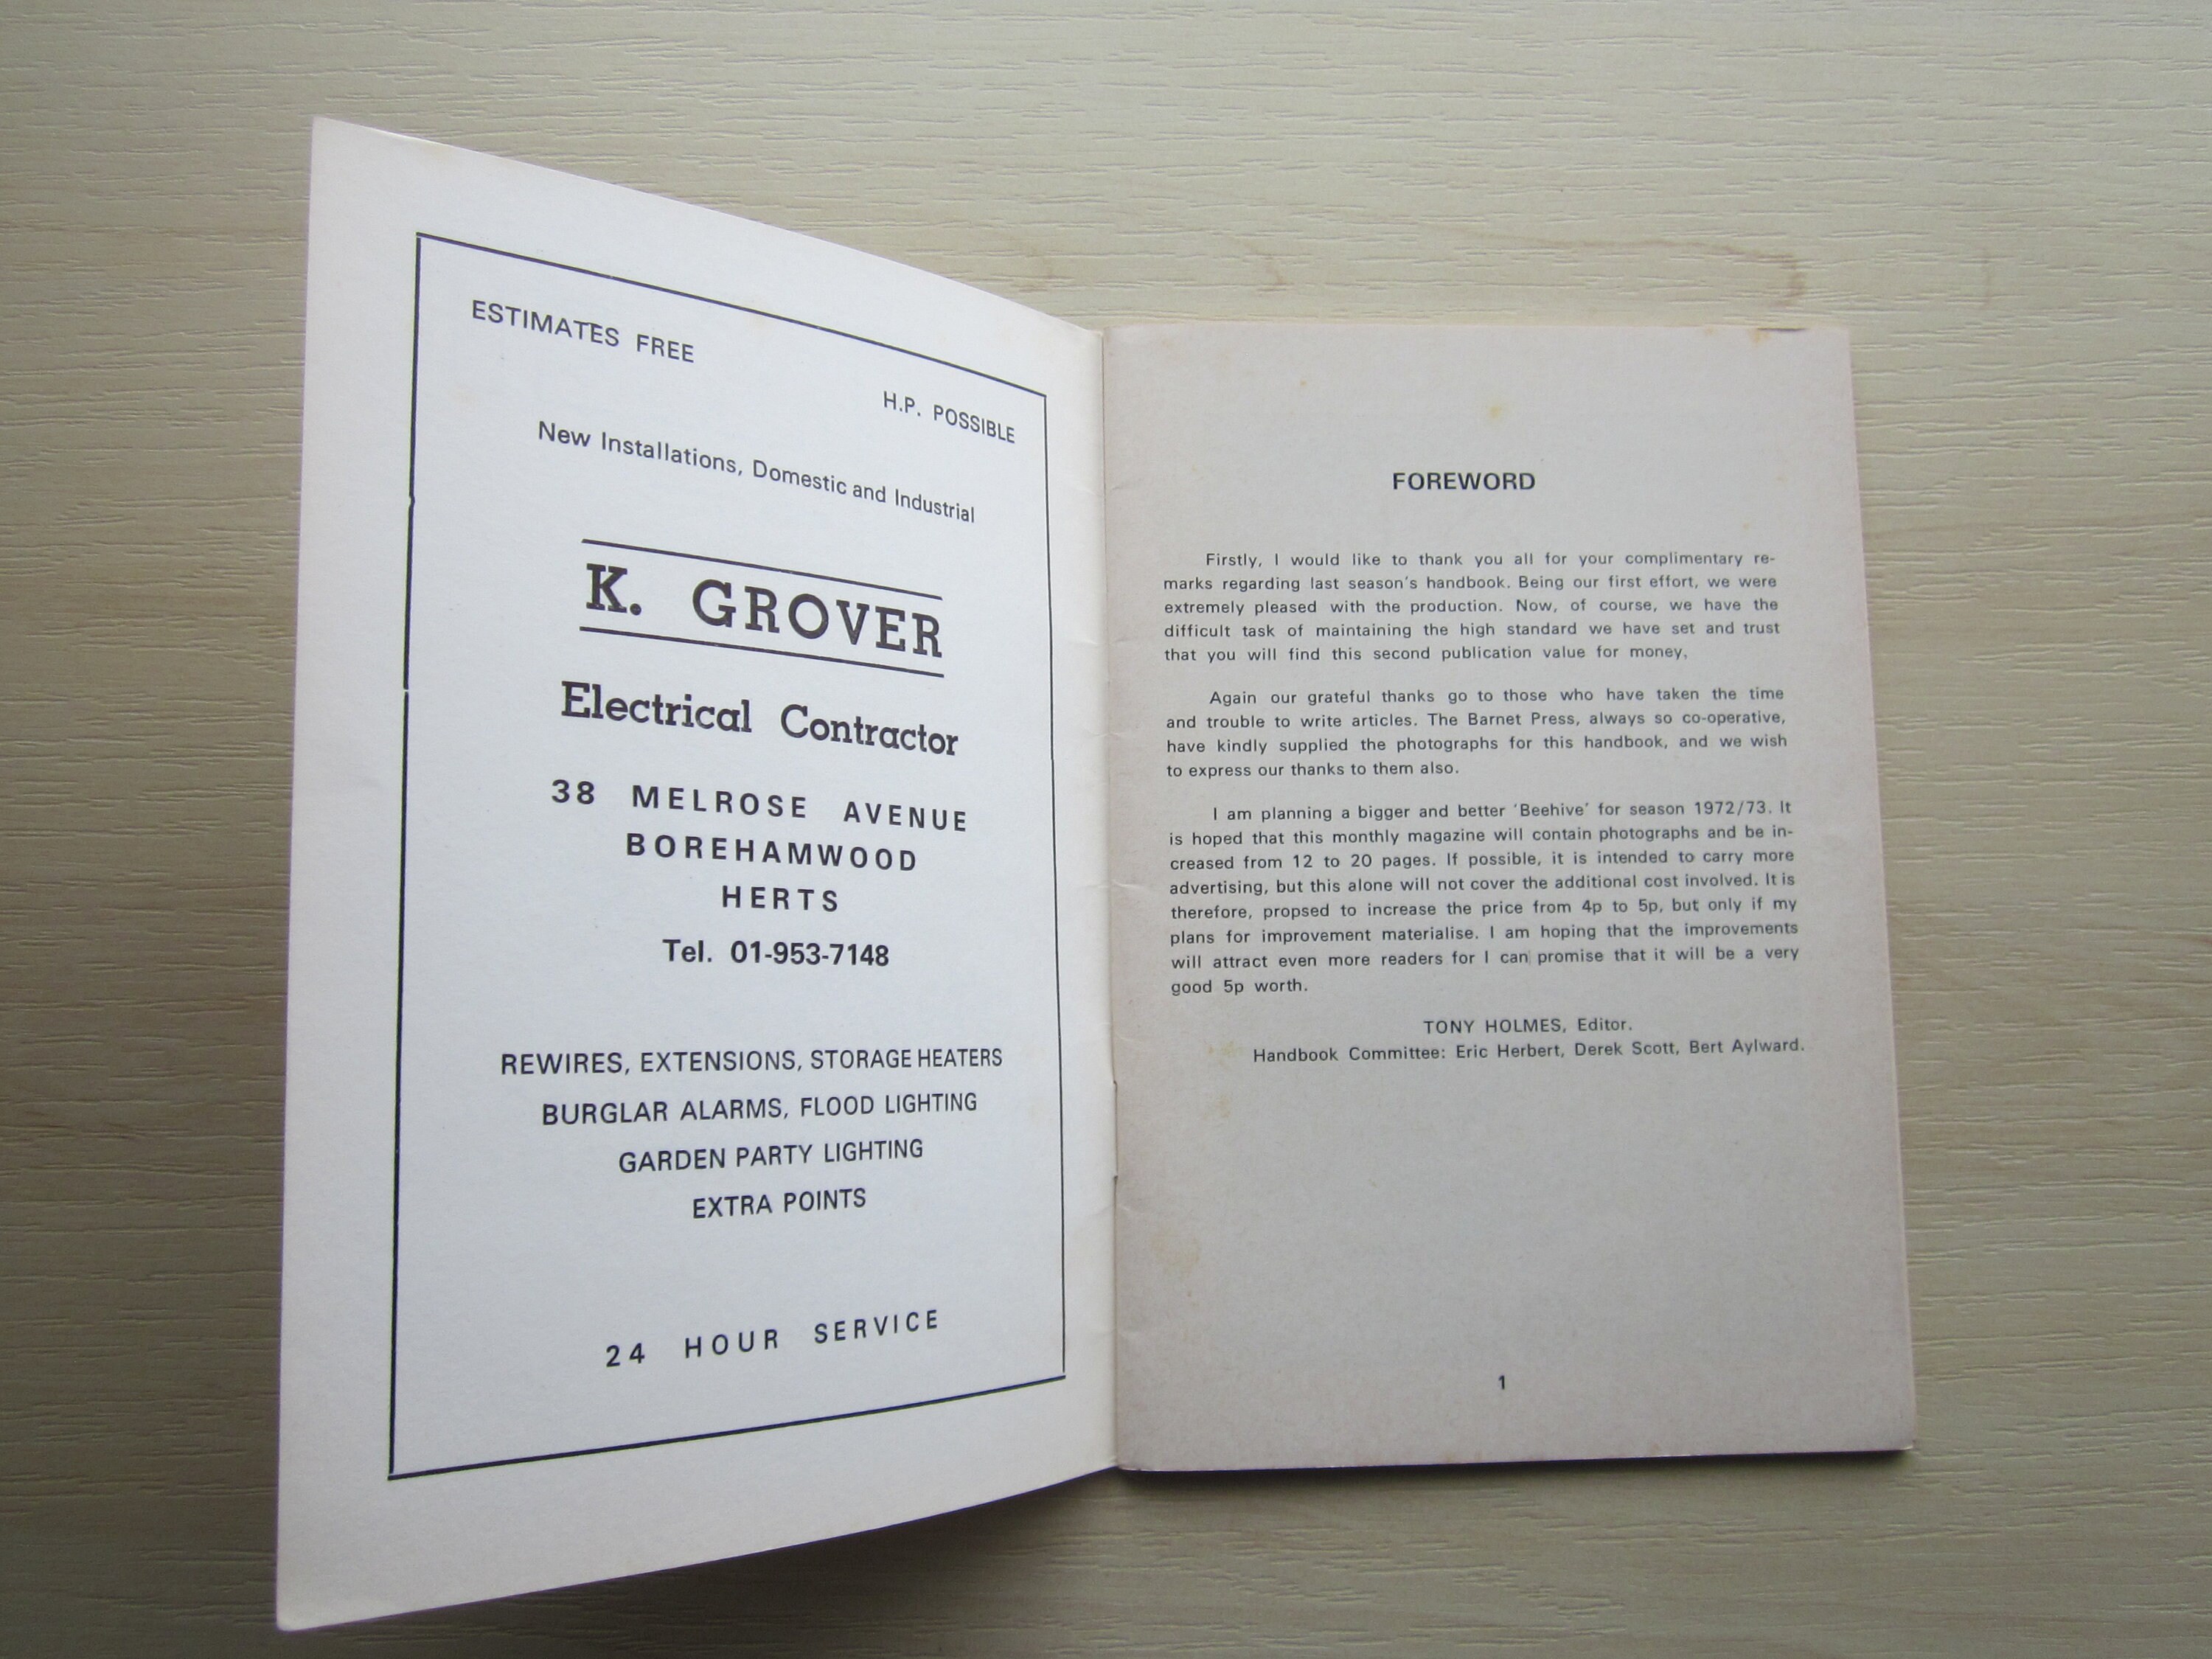 ESTIMATES FREE
H.P. POSSIBLE
New Installations, Domestic and Industrial
K. GROVER
Electrical Contractor
38 MELROSE AVENUE
BOREHAMWOOD
HERTS
Tel. 01-953-7148
REWIRES, EXTENSIONS, STORAGE HEATERS
BURGLAR ALARMS, FLOOD LIGHTING
GARDEN PARTY LIGHTING
EXTRA POINTS
24 HOUR SERVICE
FOREWORD
Firstly, I would like to thank you all for your complimentary re-
marks regarding last season's handbook. Being our first effort, we were
extremely pleased with the production. Now, of course, we have the
difficult task of maintaining the high standard we have set and trust
that you will find this second publication value for money.
Again our grateful thanks go to those who have taken the time
and trouble to write articles. The Barnet Press, always so co-operative,
have kindly supplied the photographs for this handbook, and we wish
to express our thanks to them also.
I am planning a bigger and better 'Beehive' for season 1972/73. It
is hoped that this monthly magazine will contain photographs and be in-
creased from 12 to 20 pages. If possible, it is intended to carry more
advertising, but this alone will not cover the additional cost involved. It is
therefore, propsed to increase the price from 4p to 5p, but only if my
plans for improvement materialise. I am hoping that the improvements
will attract even more readers for I can promise that it will be a very
good 5p worth.
TONY HOLMES, Editor.
Handbook Committee: Eric Herbert, Derek Scott, Bert Aylward.
1